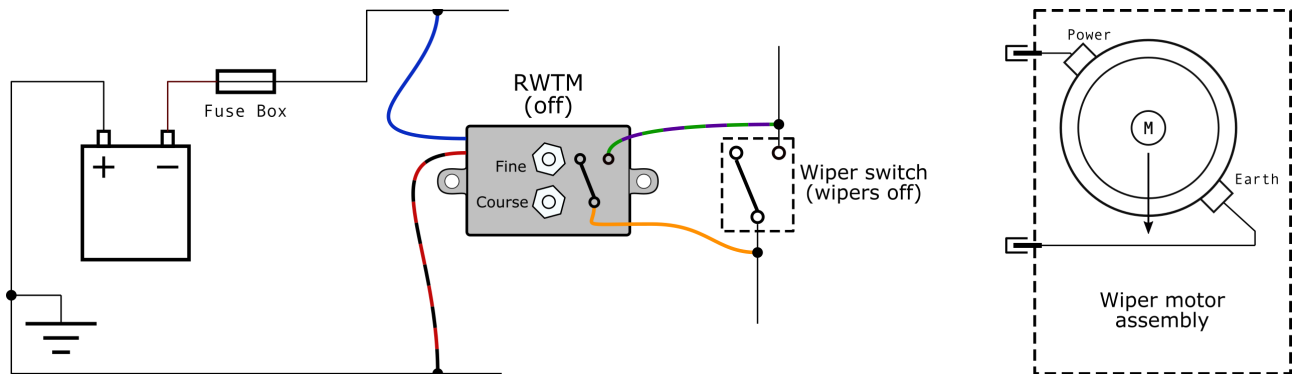 Fuse Box
+
−
RWTM
(off)
Fine
Course
Wiper switch
(wipers off)
Power
M
Earth
Wiper motor
assembly